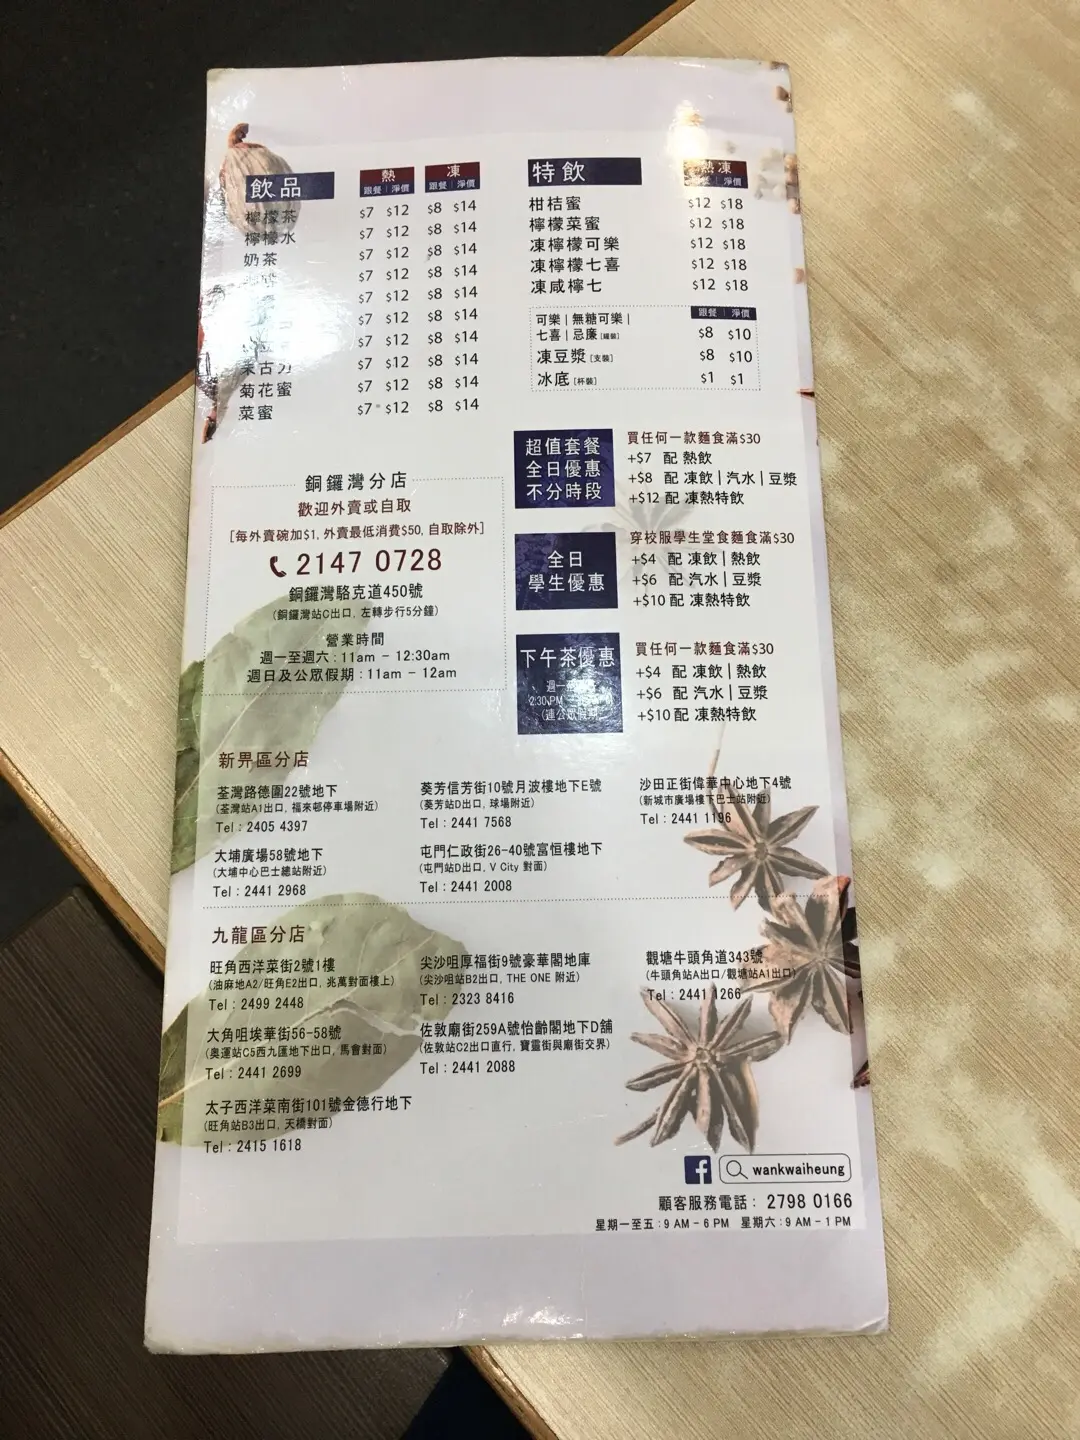 飲品 熱 凍
跟餐 | 淨價 跟餐 | 淨價
檸檬茶 $7 $12 $8 $14
檸檬水 $7 $12 $8 $14
奶茶 $7 $12 $8 $14
$7 $12 $8 $14
$7 $12 $8 $14
$7 $12 $8 $14
$7 $12 $8 $14
朱古力 $7 $12 $8 $14
菊花蜜 $7 $12 $8 $14
菜蜜 $7 $12 $8 $14
特飲 熱凍
跟餐 | 淨價
柑桔蜜 $12 $18
檸檬菜蜜 $12 $18
凍檸檬可樂 $12 $18
凍檸檬七喜 $12 $18
凍咸檸七 $12 $18
跟餐 | 淨價
可樂 | 無糖可樂 |
七喜 | 忌廉 [罐裝] $8 $10
凍豆漿 [支裝] $8 $10
冰底 [杯裝] $1 $1
超值套餐
全日優惠
不分時段
買任何一款麵食滿$30
+$7 配 熱飲
+$8 配 凍飲 | 汽水 | 豆漿
+$12 配 凍熱特飲
全日
學生優惠
穿校服學生堂食麵食滿$30
+$4 配 凍飲 | 熱飲
+$6 配 汽水 | 豆漿
+$10 配 凍熱特飲
下午茶優惠
週一
2:30 PM
(連公眾假期
買任何一款麵食滿$30
+$4 配 凍飲 | 熱飲
+$6 配 汽水 | 豆漿
+$10 配 凍熱特飲
銅鑼灣分店
歡迎外賣或自取
[每外賣碗加$1, 外賣最低消費$50, 自取除外]
2147 0728
銅鑼灣駱克道450號
(銅鑼灣站C出口, 左轉步行5分鐘)
營業時間
週一至週六 : 11am - 12:30am
週日及公眾假期 : 11am - 12am
新界區分店
荃灣路德圍22號地下
(荃灣站A1出口, 福來邨停車場附近)
Tel : 2405 4397
葵芳信芳街10號月波樓地下E號
(葵芳站D出口, 球場附近)
Tel : 2441 7568
沙田正街偉華中心地下4號
(新城市廣場樓下巴士站附近)
Tel : 2441 1196
大埔廣場58號地下
(大埔中心巴士總站附近)
Tel : 2441 2968
屯門仁政街26-40號富恒樓地下
(屯門站D出口, V City 對面)
Tel : 2441 2008
九龍區分店
旺角西洋菜街2號1樓
(油麻地A2/旺角E2出口, 兆萬對面樓上)
Tel : 2499 2448
尖沙咀厚福街9號豪華閣地庫
(尖沙咀站B2出口, THE ONE 附近)
Tel : 2323 8416
觀塘牛頭角道343號
(牛頭角站A出口/觀塘站A1出口)
Tel : 2441 1266
大角咀埃華街56-58號
(奧運站C5西九匯地下出口, 馬會對面)
Tel : 2441 2699
佐敦廟街259A號怡齡閣地下D舖
(佐敦站C2出口直行, 寶靈街與廟街交界)
Tel : 2441 2088
太子西洋菜南街101號金德行地下
(旺角站B3出口, 天橋對面)
Tel : 2415 1618
wankwaiheung
顧客服務電話 : 2798 0166
星期一至五 : 9 AM - 6 PM 星期六 : 9 AM - 1 PM